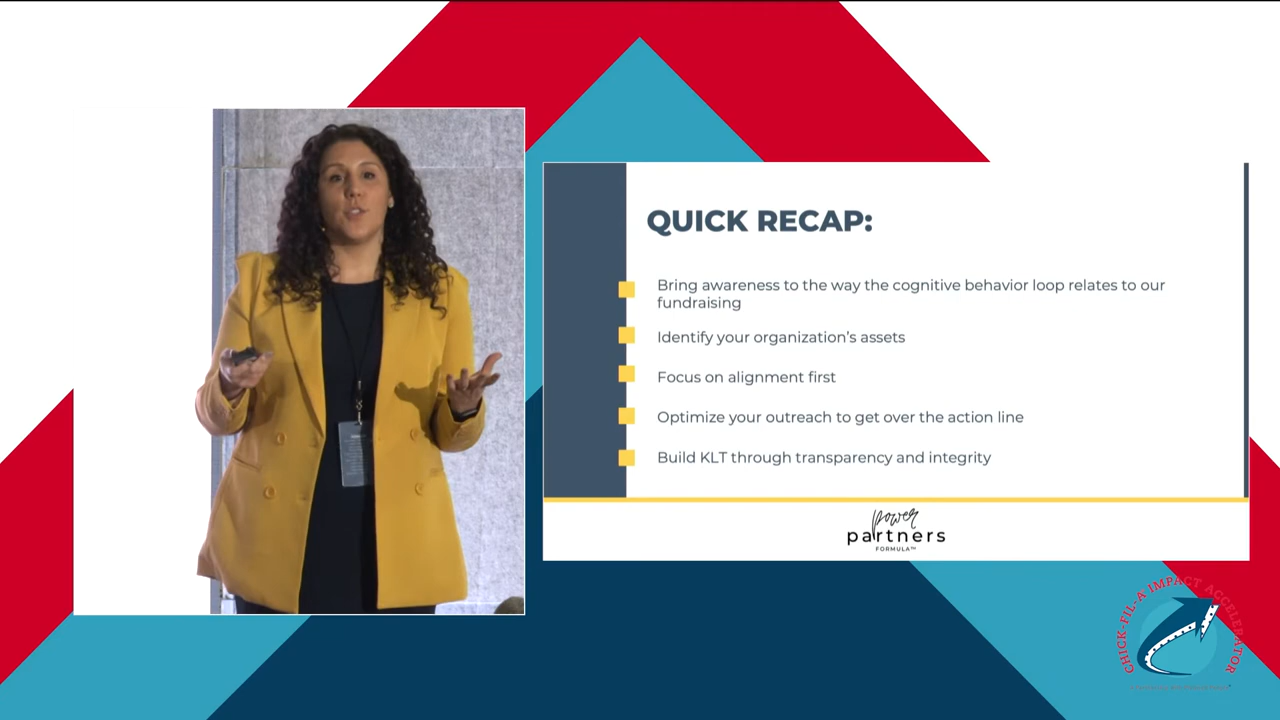 QUICK RECAP:
Bring awareness to the way the cognitive behavior loop relates to our
fundraising
Identify your organization’s assets
Focus on alignment first
Optimize your outreach to get over the action line
Build KLT through transparency and integrity
power
partners
FORMULA™
CHICK-FIL-A® IMPACT ACCELERATOR